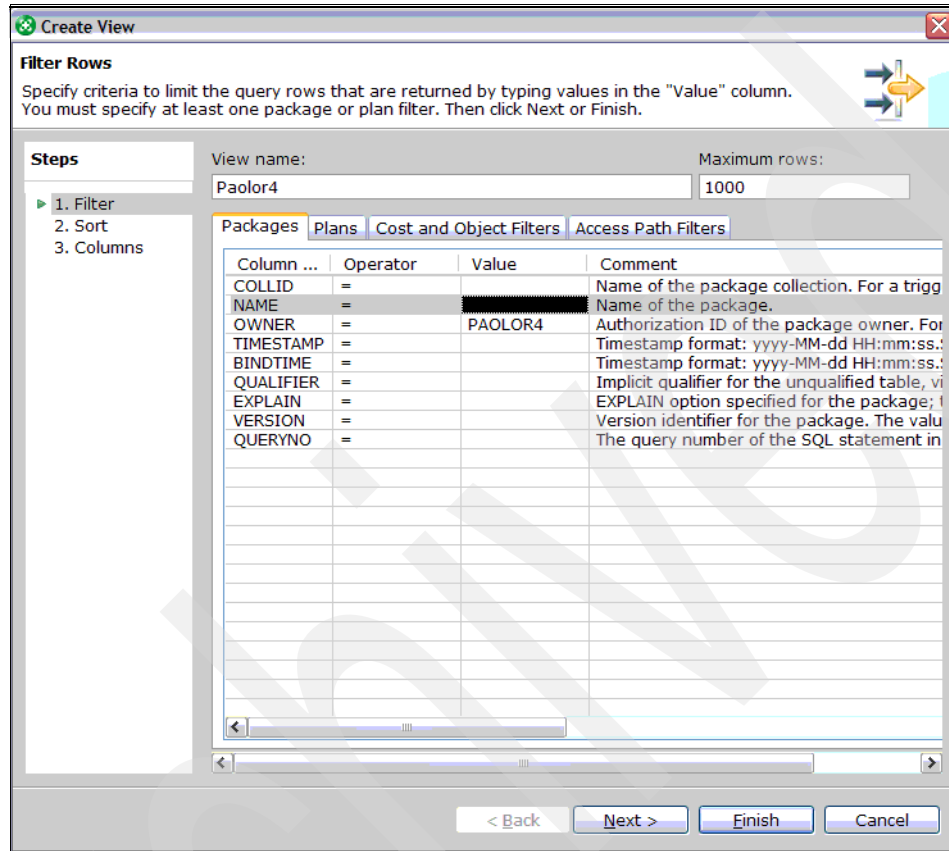 Create View
Filter Rows
Specify criteria to limit the query rows that are returned by typing values in the "Value" column.
You must specify at least one package or plan filter. Then click Next or Finish.
Steps
1. Filter
2. Sort
3. Columns
View name:
Maximum rows:
Paolor4
1000
Packages Plans Cost and Object Filters Access Path Filters
Column ... Operator Value Comment
COLLID = Name of the package collection. For a trigg
NAME = Name of the package.
OWNER = PAOLOR4 Authorization ID of the package owner. For
TIMESTAMP = Timestamp format: yyyy-MM-dd HH:mm:ss.S
BINDTIME = Timestamp format: yyyy-MM-dd HH:mm:ss.S
QUALIFIER = Implicit qualifier for the unqualified table, vi
EXPLAIN = EXPLAIN option specified for the package; t
VERSION = Version identifier for the package. The valu
QUERYNO = The query number of the SQL statement in
< Back Next > Finish Cancel